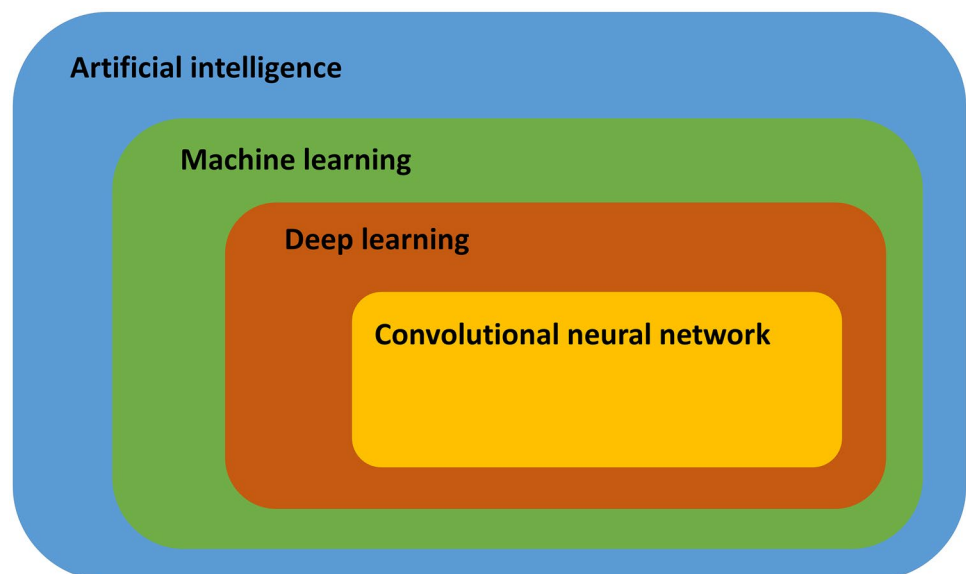 Artificial intelligence
Machine learning
Deep learning
Convolutional neural network